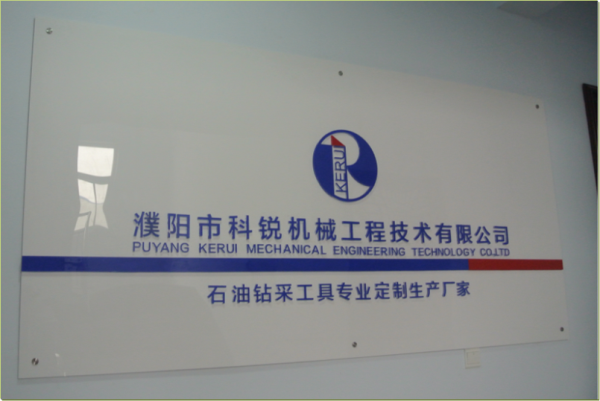 KERUI
濮阳市科锐机械工程技术有限公司
PUYANG KERUI MECHANICAL ENGINEERING TECHNOLOGY CO.,LTD
石油钻采工具专业定制生产厂家